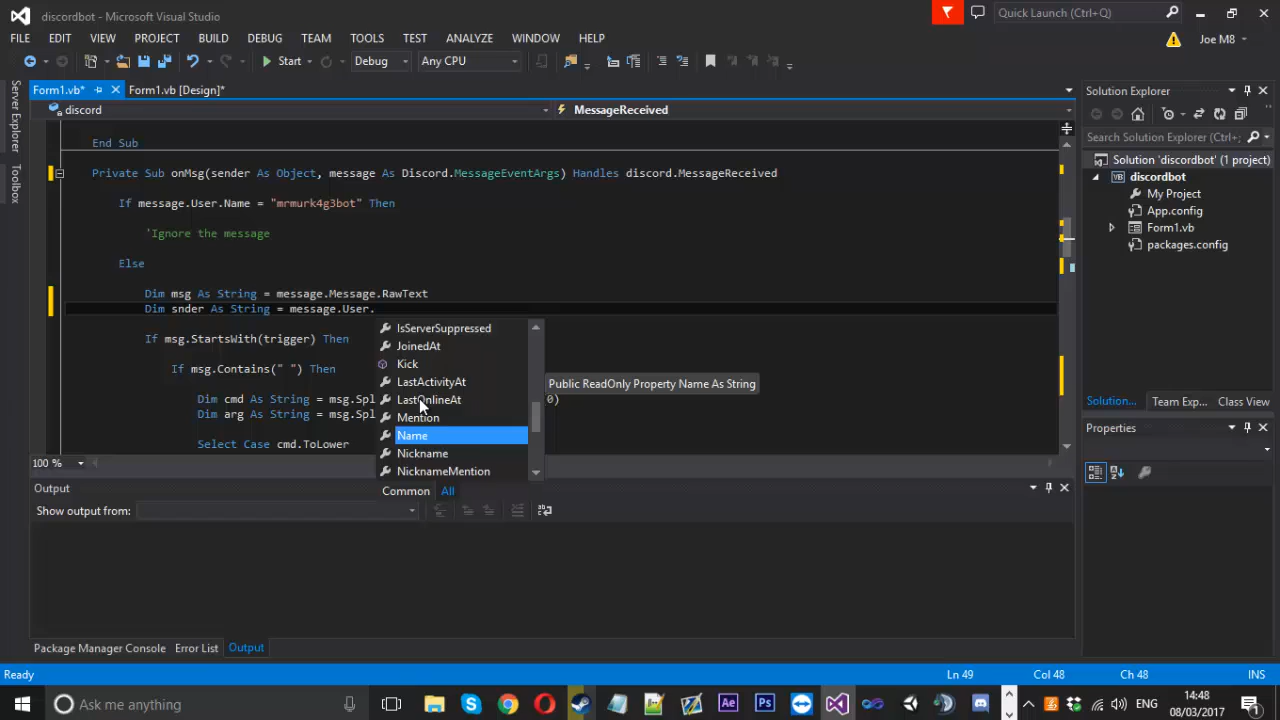 discordbot - Microsoft Visual Studio
Quick Launch (Ctrl+Q)
FILE EDIT VIEW PROJECT BUILD DEBUG TEAM TOOLS TEST ANALYZE WINDOW HELP
Joe M8
Start Debug Any CPU
Form1.vb* Form1.vb [Design]*
discord MessageReceived
Server Explorer
Toolbox
End Sub
Private Sub onMsg(sender As Object, message As Discord.MessageEventArgs) Handles discord.MessageReceived
If message.User.Name = "mrmurk4g3bot" Then
'Ignore the message
Else
Dim msg As String = message.Message.RawText
Dim snder As String = message.User.
If msg.StartsWith(trigger) Then
If msg.Contains(" ") Then
Dim cmd As String = msg.Spl 0)
Dim arg As String = msg.Spl
Select Case cmd.ToLower
IsServerSuppressed
JoinedAt
Kick
LastActivityAt
LastOnlineAt
Mention
Name
Nickname
NicknameMention
Common All
Public ReadOnly Property Name As String
100 %
Solution Explorer
Search Solution Explorer (Ctrl+;)
Solution 'discordbot' (1 project)
discordbot
My Project
App.config
Form1.vb
packages.config
Solution... Team Exp... Class View
Properties
Output
Show output from:
Package Manager Console Error List Output
Ready Ln 49 Col 48 Ch 48 INS
Ask me anything
Ae Ps
ENG
14:48
08/03/2017
1